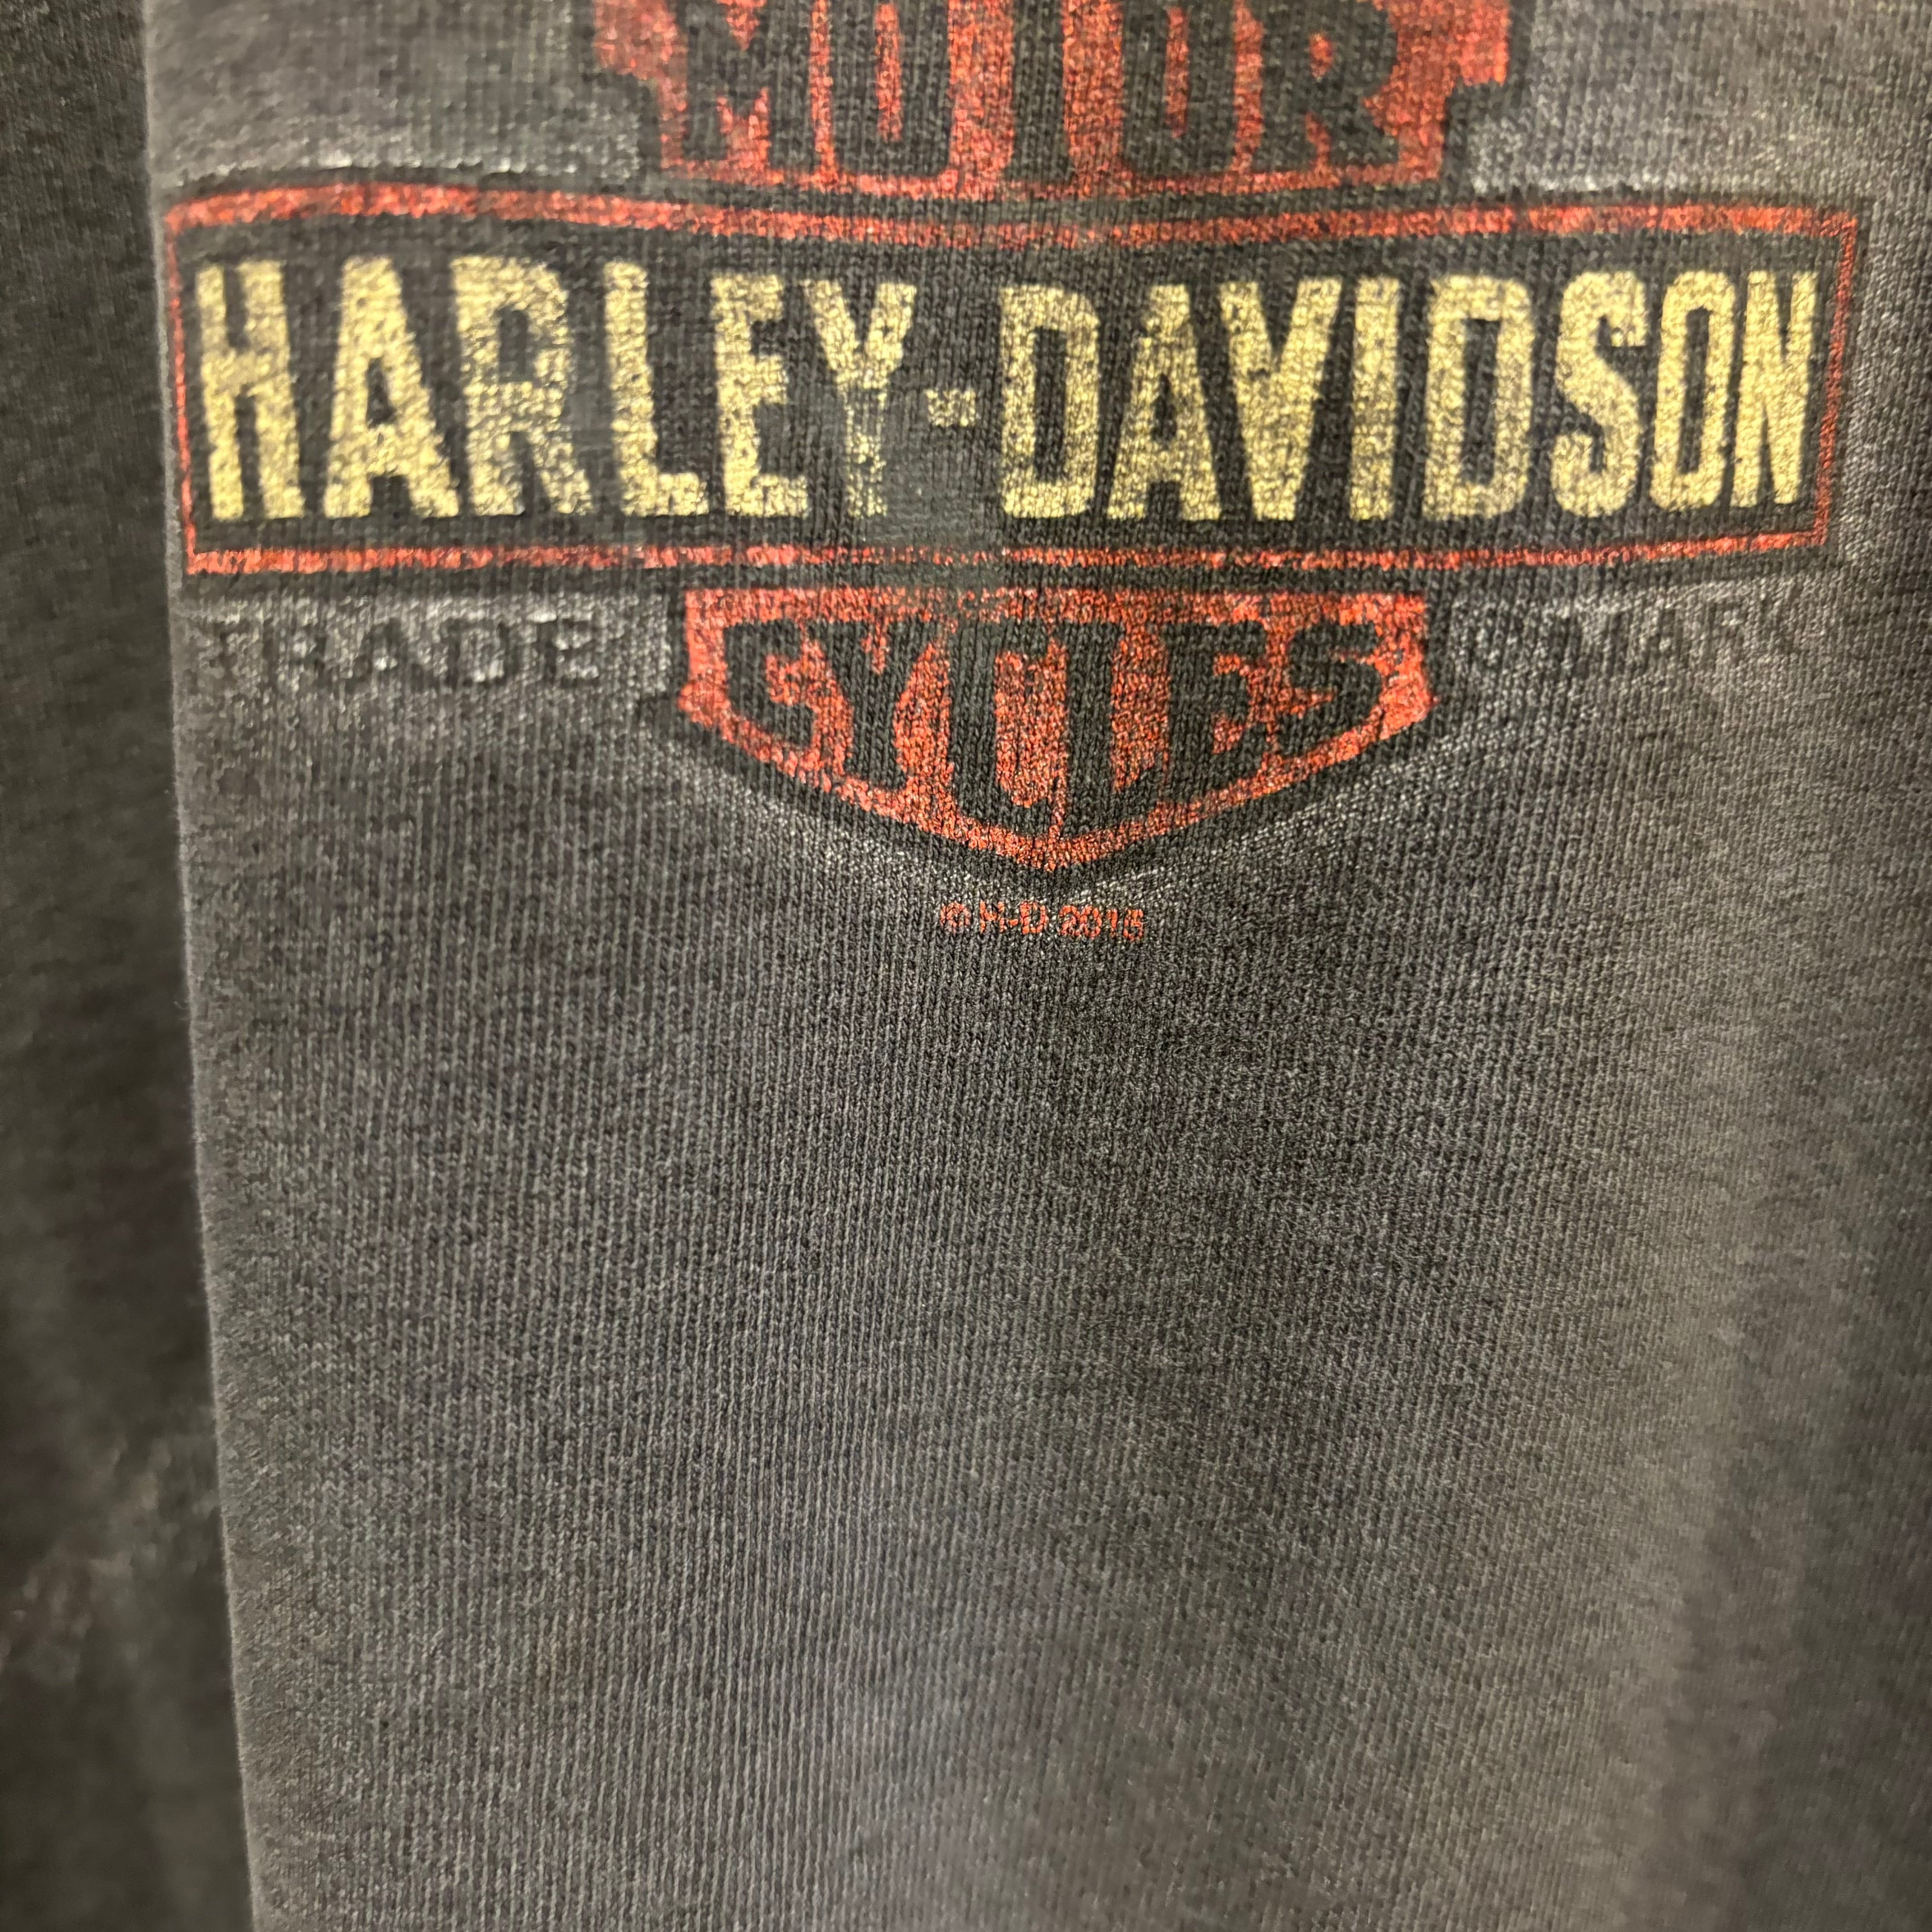 MOTOR
HARLEY-DAVIDSON
TRADE CYCLES MARK
© H-D 2015